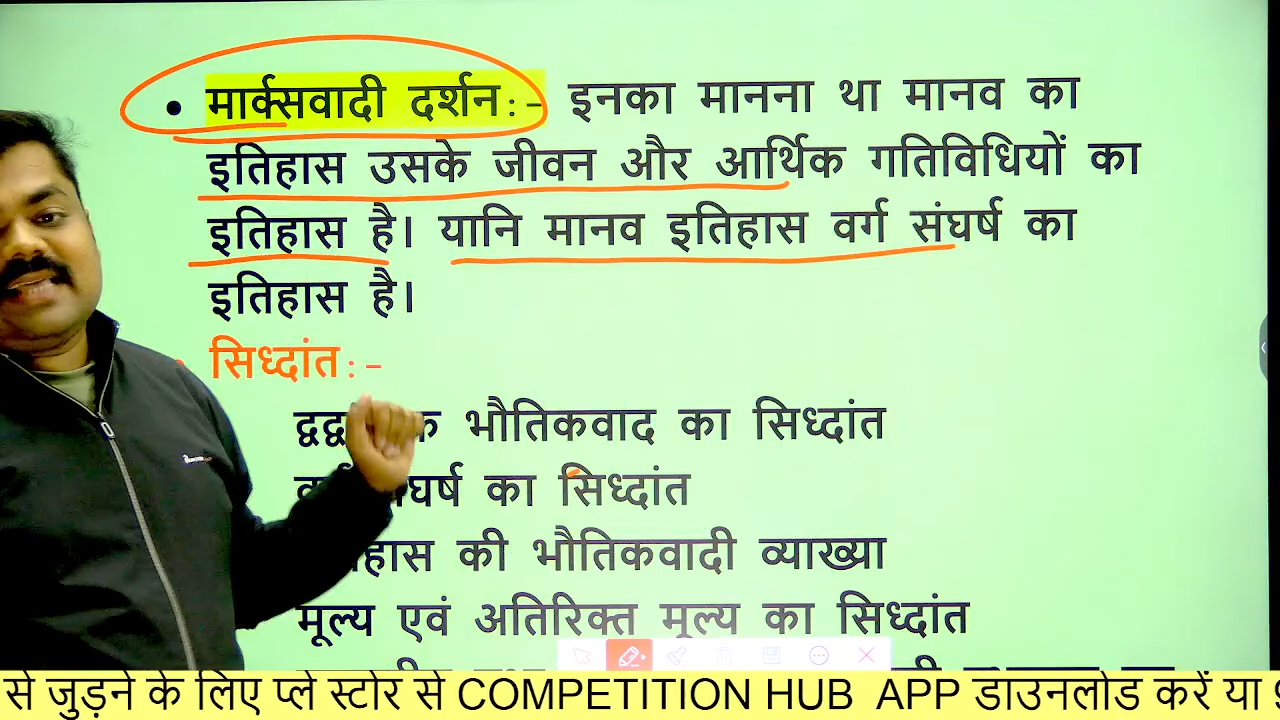 मार्क्सवादी दर्शन:- इनका मानना था मानव का
इतिहास उसके जीवन और आर्थिक गतिविधियों का
इतिहास है। यानि मानव इतिहास वर्ग संघर्ष का
इतिहास है।
सिध्दांत:-
भौतिकवाद का सिध्दांत
का सिध्दांत
की भौतिकवादी व्याख्या
मूल्य एवं अतिरिक्त मूल्य का सिध्दांत
से जुड़ने के लिए प्ले स्टोर से COMPETITION HUB APP डाउनलोड करें या